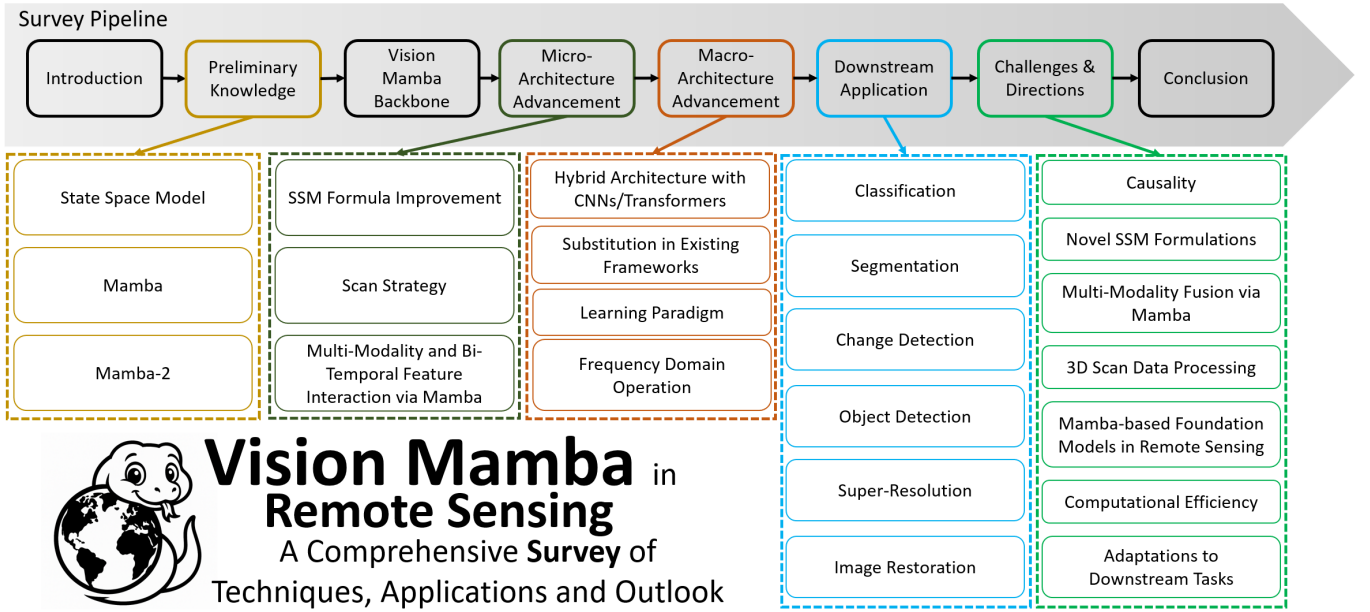 Survey Pipeline
Introduction
Preliminary
Knowledge
Vision
Mamba
Backbone
Micro-
Architecture
Advancement
Macro-
Architecture
Advancement
Downstream
Application
Challenges &
Directions
Conclusion
State Space Model
Mamba
Mamba-2
SSM Formula Improvement
Scan Strategy
Multi-Modality and Bi-
Temporal Feature
Interaction via Mamba
Hybrid Architecture with
CNNs/Transformers
Substitution in Existing
Frameworks
Learning Paradigm
Frequency Domain
Operation
Classification
Segmentation
Change Detection
Object Detection
Super-Resolution
Image Restoration
Causality
Novel SSM Formulations
Multi-Modality Fusion via
Mamba
3D Scan Data Processing
Mamba-based Foundation
Models in Remote Sensing
Computational Efficiency
Adaptations to
Downstream Tasks
Vision Mamba in
Remote Sensing
A Comprehensive Survey of
Techniques, Applications and Outlook